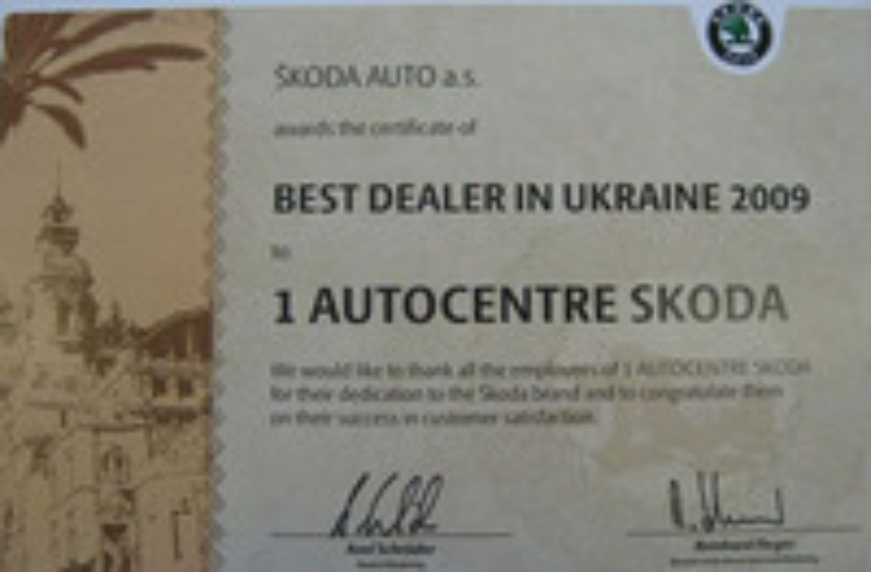 ŠKODA AUTO a.s.
awards the certificate of
BEST DEALER IN UKRAINE 2009
to
1 AUTOCENTRE SKODA
We would like to thank all the employees of 1 AUTOCENTRE SKODA
for their dedication to the Skoda brand and to congratulate them
on their success in customer satisfaction.